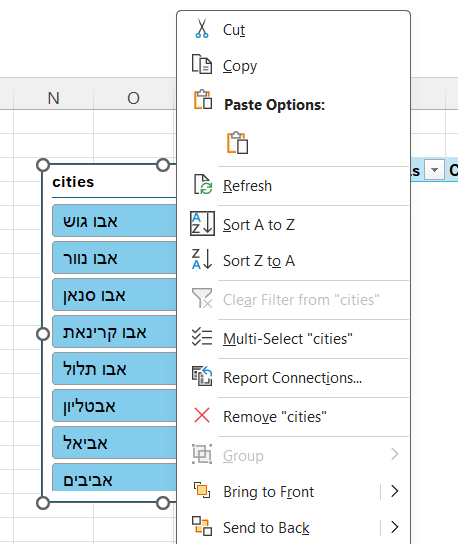 Cut
Copy
Paste Options:
N
O
Refresh
s
C
cities
Sort A to Z
אבו גוש
Sort Z to A
אבו נוור
Clear Filter from "cities"
אבו סנאן
Multi-Select "cities"
אבו קרינאת
Report Connections...
אבו תלול
Remove "cities"
אבטליון
Group
אביאל
Bring to Front
אביבים
Send to Back